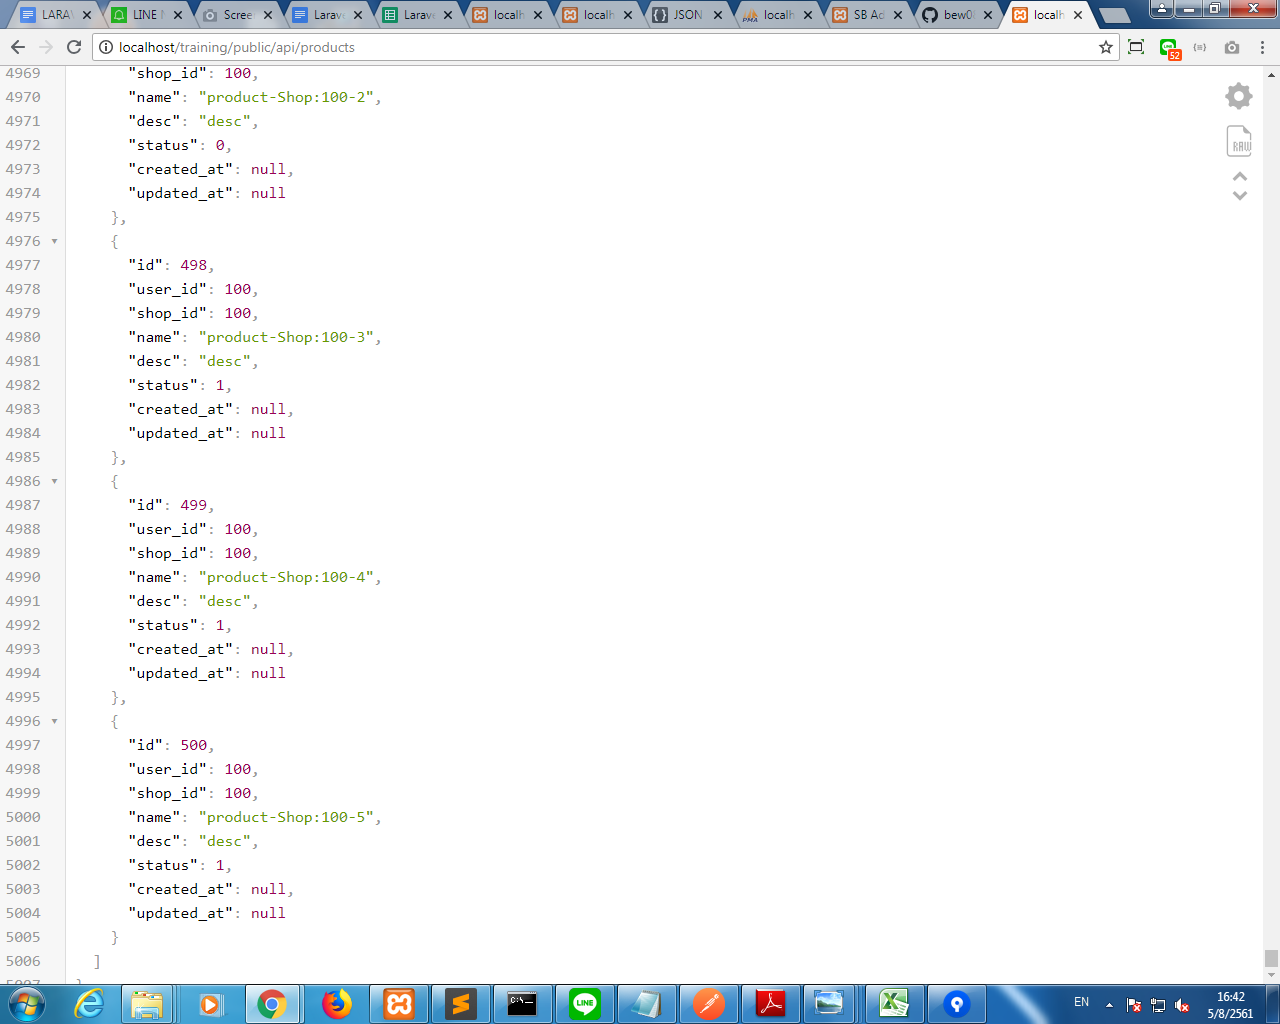 LARAV
LINE N
Screen
Larave
Larave
localh
localh
JSON
localh
SB Ad
bew0
localh
localhost/training/public/api/products
52
RAW
4969 "shop_id": 100,
4970 "name": "product-Shop:100-2",
4971 "desc": "desc",
4972 "status": 0,
4973 "created_at": null,
4974 "updated_at": null
4975 },
4976 {
4977 "id": 498,
4978 "user_id": 100,
4979 "shop_id": 100,
4980 "name": "product-Shop:100-3",
4981 "desc": "desc",
4982 "status": 1,
4983 "created_at": null,
4984 "updated_at": null
4985 },
4986 {
4987 "id": 499,
4988 "user_id": 100,
4989 "shop_id": 100,
4990 "name": "product-Shop:100-4",
4991 "desc": "desc",
4992 "status": 1,
4993 "created_at": null,
4994 "updated_at": null
4995 },
4996 {
4997 "id": 500,
4998 "user_id": 100,
4999 "shop_id": 100,
5000 "name": "product-Shop:100-5",
5001 "desc": "desc",
5002 "status": 1,
5003 "created_at": null,
5004 "updated_at": null
5005 }
5006 ]
LINE
EN
16:42
5/8/2561